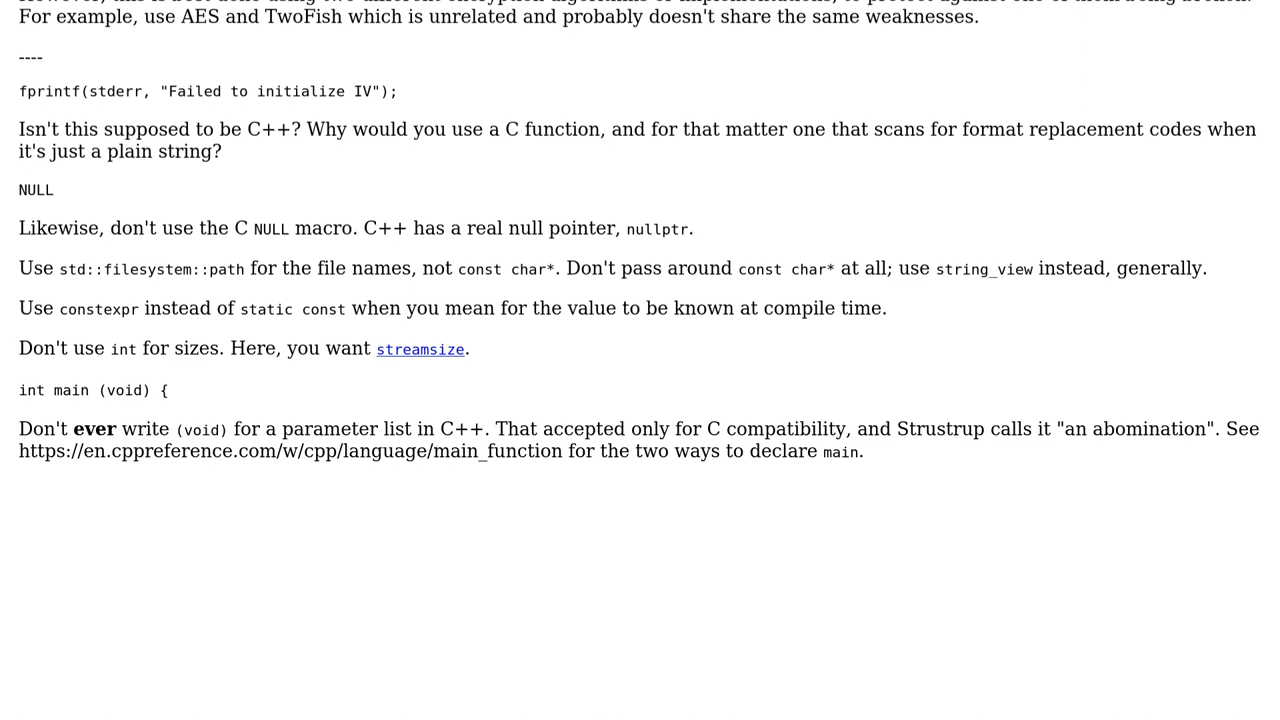 For example, use AES and TwoFish which is unrelated and probably doesn't share the same weaknesses.
----
fprintf(stderr, "Failed to initialize IV");
Isn't this supposed to be C++? Why would you use a C function, and for that matter one that scans for format replacement codes when
it's just a plain string?
NULL
Likewise, don't use the C NULL macro. C++ has a real null pointer, nullptr.
Use std::filesystem::path for the file names, not const char*. Don't pass around const char* at all; use string_view instead, generally.
Use constexpr instead of static const when you mean for the value to be known at compile time.
Don't use int for sizes. Here, you want streamsize.
int main (void) {
Don't ever write (void) for a parameter list in C++. That accepted only for C compatibility, and Strustrup calls it "an abomination". See
https://en.cppreference.com/w/cpp/language/main_function for the two ways to declare main.